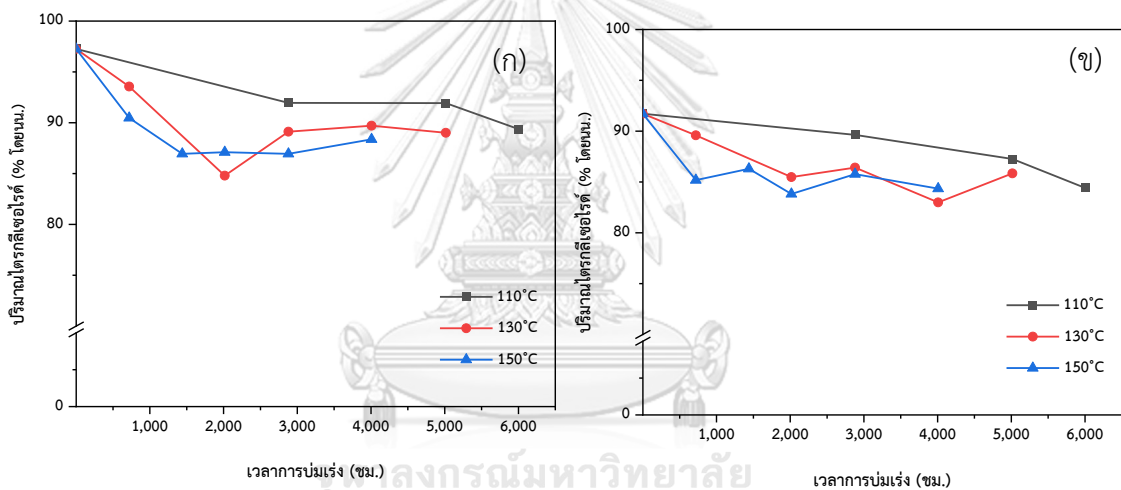 100
(ก)
90
80
0
ปริมาณไตรกลีเซอไรด์ (% โดยนน.)
110°C
130°C
150°C
1,000 2,000 3,000 4,000 5,000 6,000
เวลาการบ่มเร่ง (ชม.)
100
(ข)
90
80
0
ปริมาณไตรกลีเซอไรด์ (% โดยนน.)
110°C
130°C
150°C
1,000 2,000 3,000 4,000 5,000 6,000
เวลาการบ่มเร่ง (ชม.)
จุฬาลงกรณ์มหาวิทยาลัย